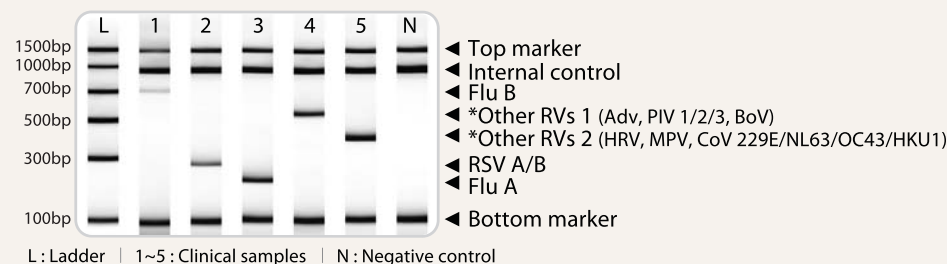 L 1 2 3 4 5 N
1500bp
1000bp
700bp
500bp
300bp
100bp
◄ Top marker
◄ Internal control
◄ Flu B
◄ *Other RVs 1 (Adv, PIV 1/2/3, BoV)
◄ *Other RVs 2 (HRV, MPV, CoV 229E/NL63/OC43/HKU1)
◄ RSV A/B
◄ Flu A
◄ Bottom marker
L : Ladder | 1~5 : Clinical samples | N : Negative control